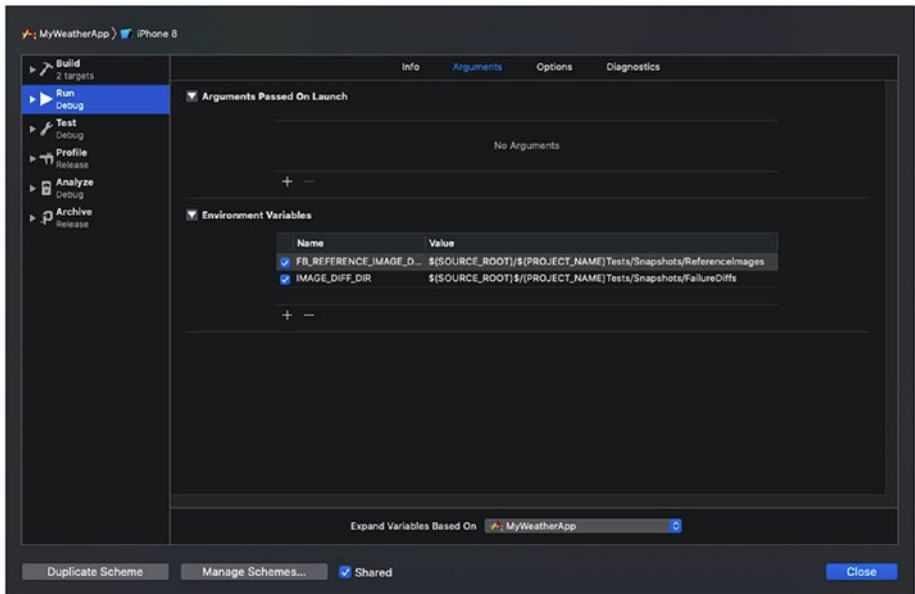 MyWeatherApp 〉 iPhone 8
Build
2 targets
Run
Debug
Test
Debug
Profile
Release
Analyze
Debug
Archive
Release
Info Arguments Options Diagnostics
Arguments Passed On Launch
No Arguments
+ −
Environment Variables
Name Value
FB_REFERENCE_IMAGE_D... $(SOURCE_ROOT)/$(PROJECT_NAME)Tests/Snapshots/ReferenceImages
IMAGE_DIFF_DIR $(SOURCE_ROOT)$/(PROJECT_NAME)Tests/Snapshots/FailureDiffs
+ −
Expand Variables Based On MyWeatherApp
Duplicate Scheme Manage Schemes... Shared Close